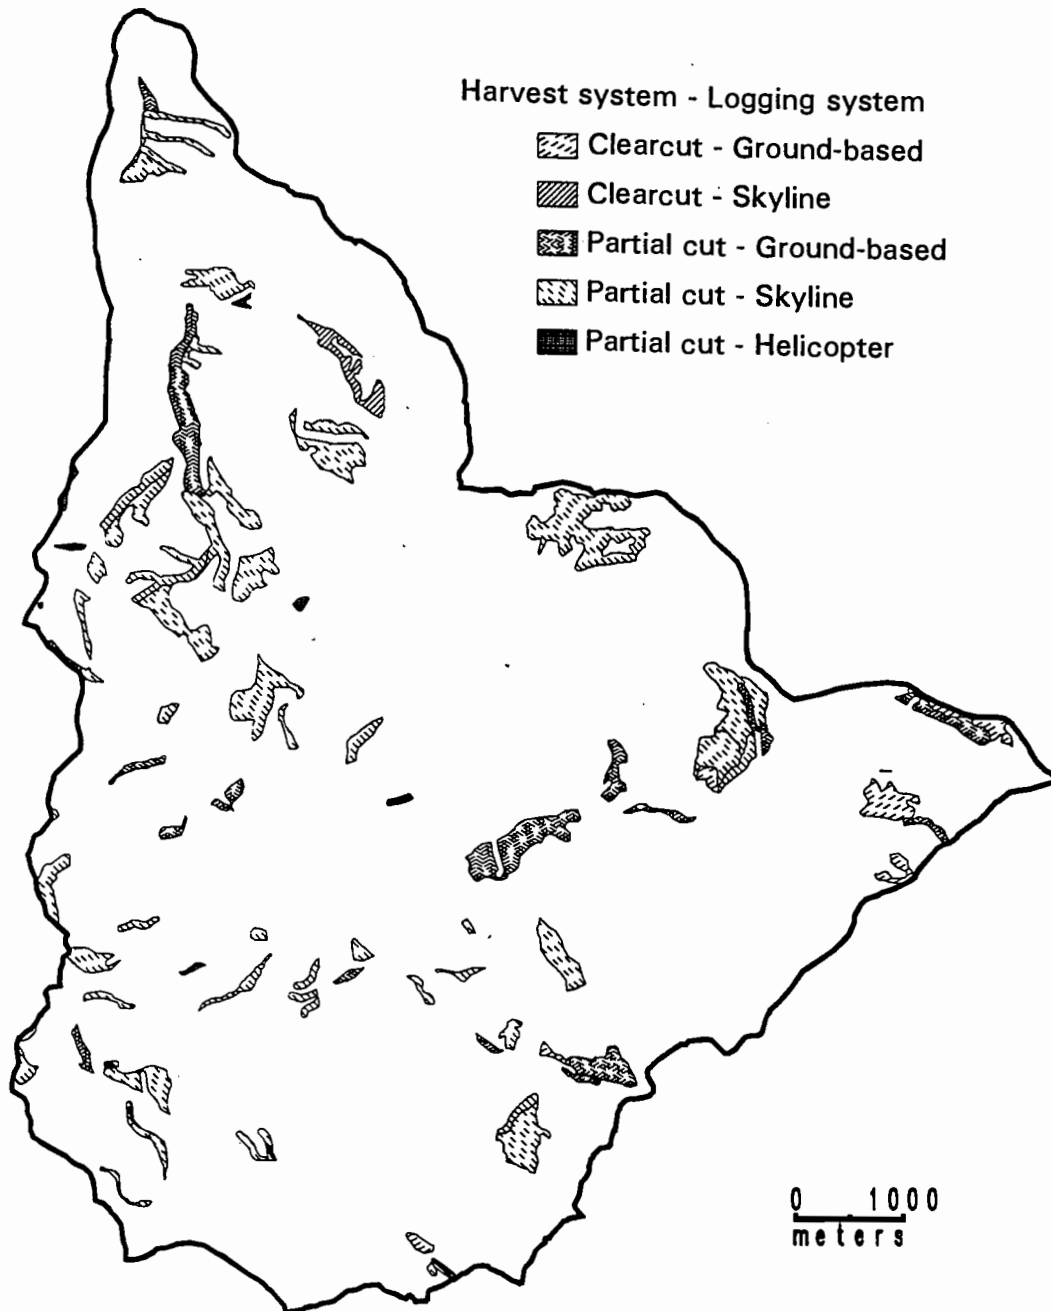 Harvest system - Logging system
Clearcut - Ground-based
Clearcut - Skyline
Partial cut - Ground-based
Partial cut - Skyline
Partial cut - Helicopter
0 1000
meters